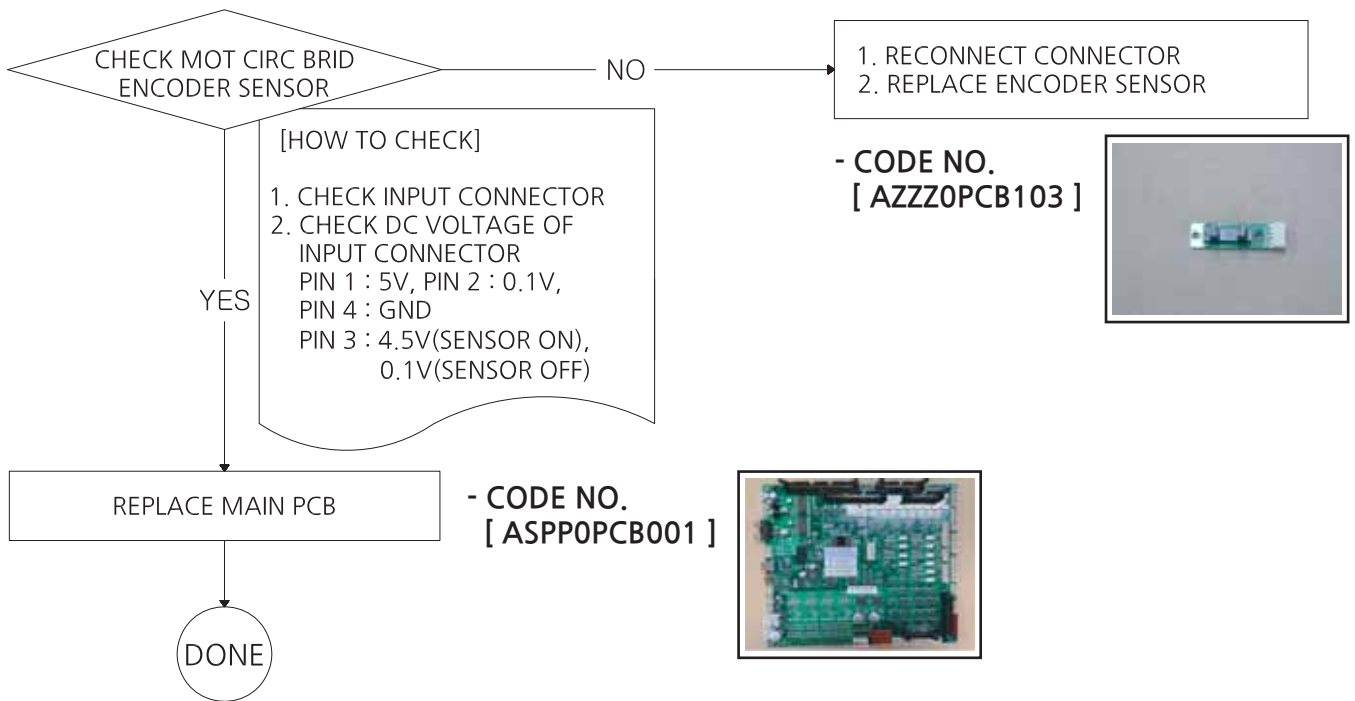 CHECK MOT CIRC BRID
ENCODER SENSOR
NO
1. RECONNECT CONNECTOR
2. REPLACE ENCODER SENSOR
- CODE NO.
[ AZZZ0PCB103 ]
[HOW TO CHECK]
1. CHECK INPUT CONNECTOR
2. CHECK DC VOLTAGE OF
INPUT CONNECTOR
PIN 1 : 5V, PIN 2 : 0.1V,
PIN 4 : GND
PIN 3 : 4.5V(SENSOR ON),
0.1V(SENSOR OFF)
YES
REPLACE MAIN PCB
- CODE NO.
[ ASPP0PCB001 ]
DONE